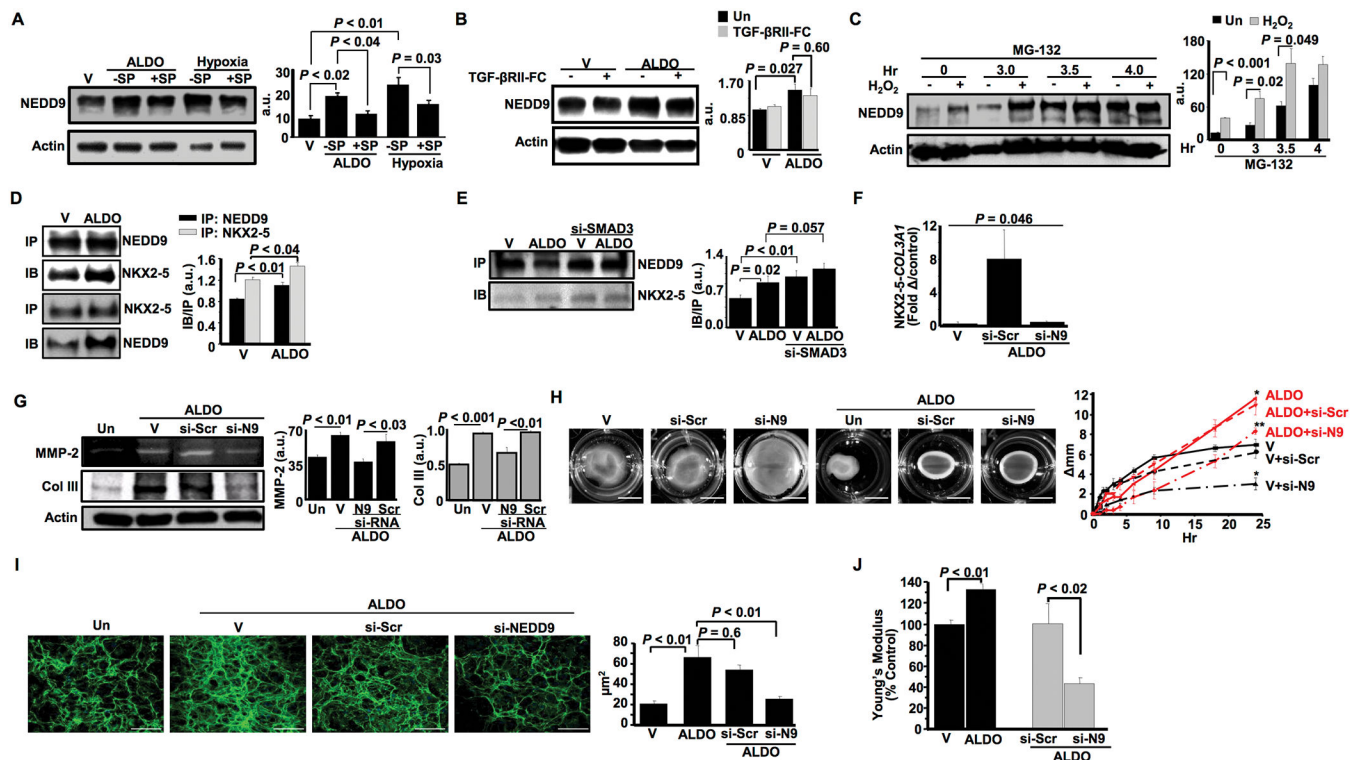 A
ALDO Hypoxia
V -SP +SP -SP +SP
NEDD9
Actin
P < 0.01
P < 0.04
P < 0.02
P = 0.03
a.u.
30
20
10
0
V -SP +SP -SP +SP
ALDO Hypoxia
B
V ALDO
TGF-βRII-FC - + - +
NEDD9
Actin
Un
TGF-βRII-FC
P = 0.60
P = 0.027
a.u.
1.70
1.2
0.8
0.4
0
V ALDO
C
MG-132
Hr 0 3.0 3.5 4.0
H2O2 - + - + - + - +
NEDD9
Actin
Un H2O2
P = 0.049
P < 0.001
P = 0.02
a.u.
180
150
120
90
60
30
0
Hr 0 3 3.5 4
MG-132
D
V ALDO
IP NEDD9
IB NKX2-5
IP NKX2-5
IB NEDD9
IP: NEDD9
IP: NKX2-5
P < 0.04
P < 0.01
IB/IP (a.u.)
1.6
1.2
0.8
0.4
0
V ALDO
E
si-SMAD3
V ALDO V ALDO
IP NEDD9
IB NKX2-5
P = 0.057
P < 0.01
P = 0.02
IB/IP (a.u.)
1.4
1.0
0.7
0.3
0.0
V ALDO V ALDO
si-SMAD3
F
P = 0.046
NKX2-5-COL3A1
(Fold Δ/control)
12
8
4
0
V si-Scr si-N9
ALDO
G
ALDO
Un V si-Scr si-N9
MMP-2
Col III
Actin
P < 0.01
P < 0.03
MMP-2 (a.u.)
70
35
0
Un V N9 Scr
si-RNA
ALDO
P < 0.001
P < 0.01
Col III (a.u.)
1.0
0.5
0
Un V N9 Scr
si-RNA
ALDO
H
ALDO
V si-Scr si-N9 Un si-Scr si-N9
Δmm
12
10
8
6
4
2
0
0 5 10 15 20 25
Hr
* ALDO
ALDO+si-Scr
**
ALDO+si-N9
V
V+si-Scr
*
V+si-N9
I
ALDO
Un V si-Scr si-NEDD9
P < 0.01
P < 0.01
P = 0.6
µm2
80
60
40
20
0
V ALDO si-Scr si-N9
ALDO
J
P < 0.01
P < 0.02
Young's Modulus
(% Control)
140
120
100
80
60
40
20
0
V ALDO si-Scr si-N9
ALDO